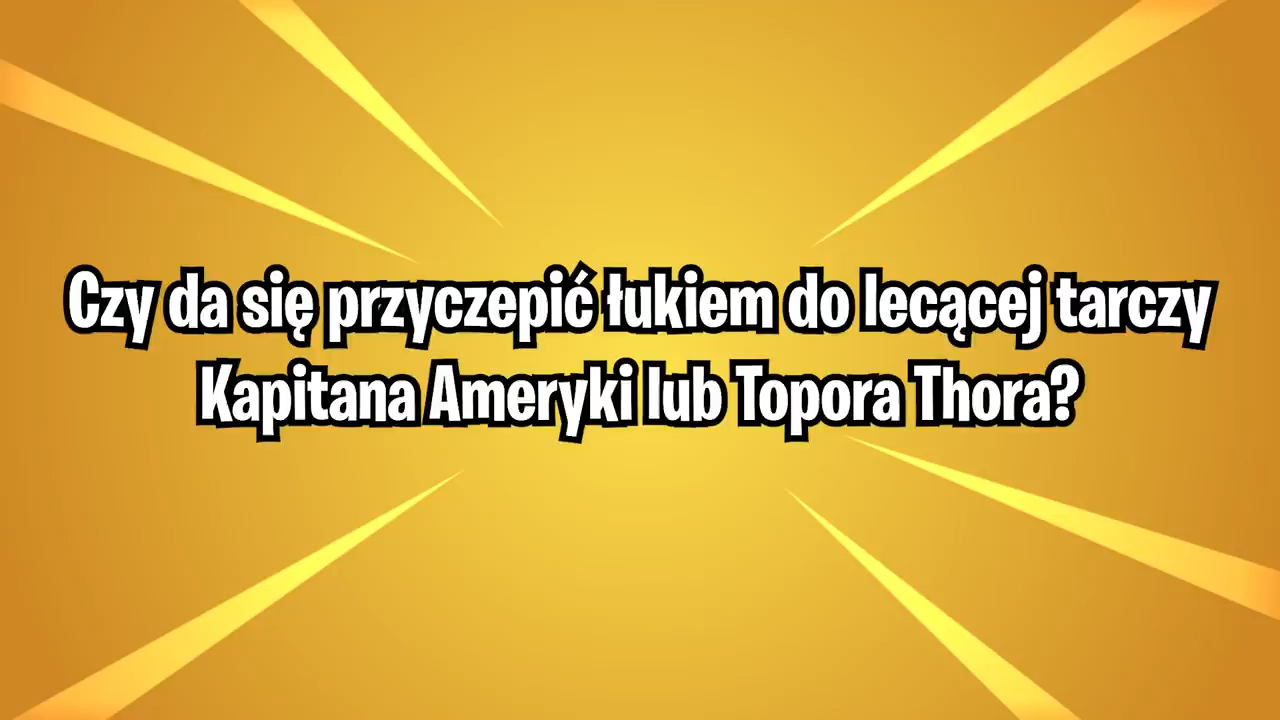 Czy da się przyczepić łukiem do lecącej tarczy
Kapitana Ameryki lub Topora Thora?